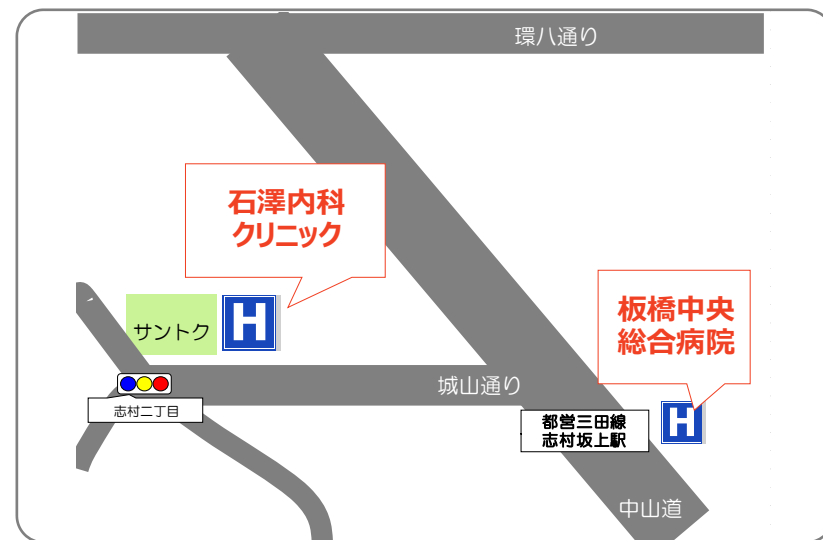 環八通り
石澤内科
クリニック
サントク
H
板橋中央
総合病院
城山通り
志村二丁目
都営三田線
志村坂上駅
H
中山道